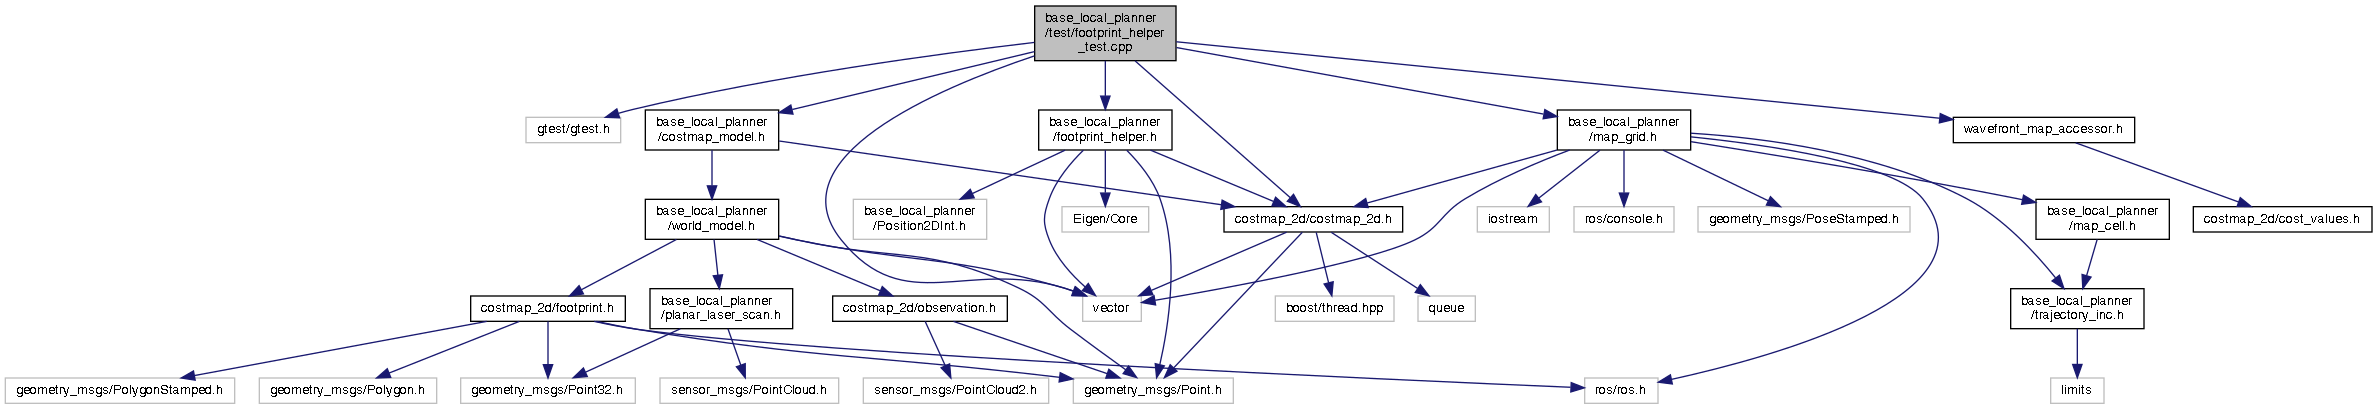 base_local_planner
/test/footprint_helper
_test.cpp
gtest/gtest.h
base_local_planner
/costmap_model.h
base_local_planner
/footprint_helper.h
base_local_planner
/map_grid.h
wavefront_map_accessor.h
base_local_planner
/world_model.h
base_local_planner
/Position2DInt.h
Eigen/Core
costmap_2d/costmap_2d.h
iostream
ros/console.h
geometry_msgs/PoseStamped.h
base_local_planner
/map_cell.h
costmap_2d/cost_values.h
costmap_2d/footprint.h
base_local_planner
/planar_laser_scan.h
costmap_2d/observation.h
vector
boost/thread.hpp
queue
base_local_planner
/trajectory_inc.h
geometry_msgs/PolygonStamped.h
geometry_msgs/Polygon.h
geometry_msgs/Point32.h
sensor_msgs/PointCloud.h
sensor_msgs/PointCloud2.h
geometry_msgs/Point.h
ros/ros.h
limits